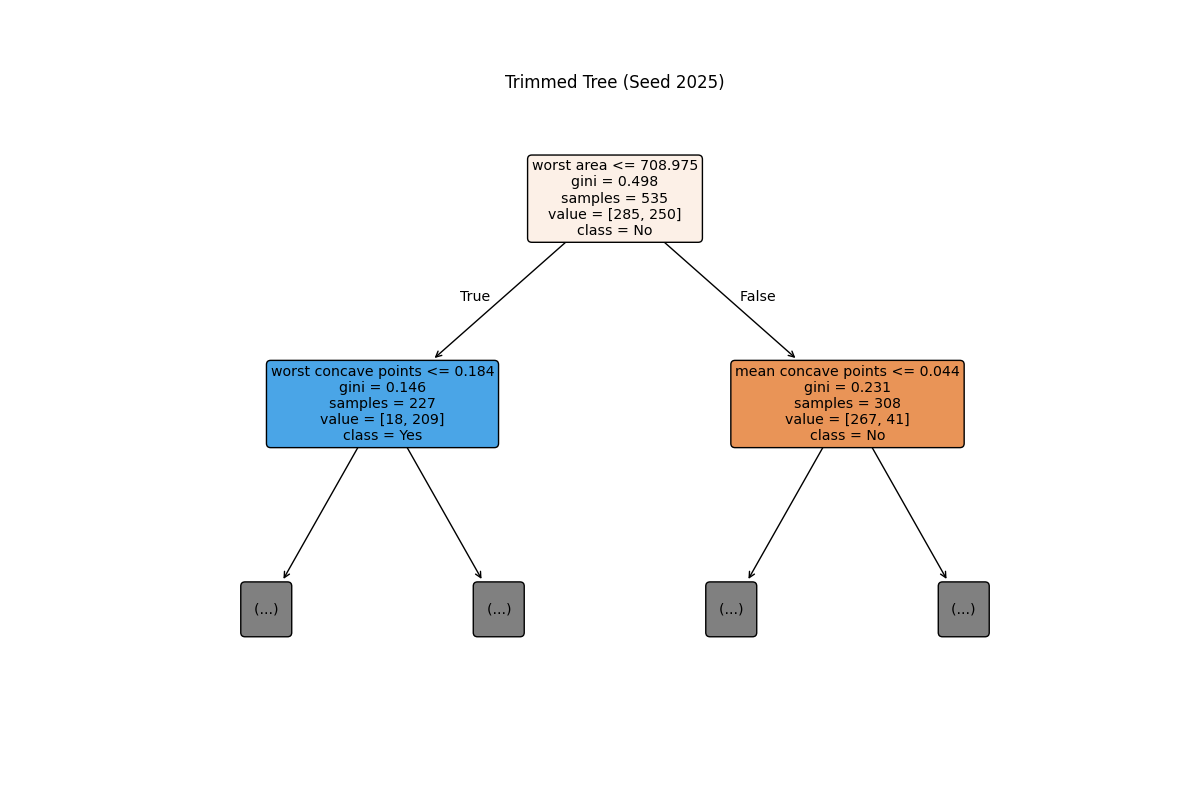 Trimmed Tree (Seed 2025)
worst area <= 708.975
gini = 0.498
samples = 535
value = [285, 250]
class = No
True
False
worst concave points <= 0.184
gini = 0.146
samples = 227
value = [18, 209]
class = Yes
mean concave points <= 0.044
gini = 0.231
samples = 308
value = [267, 41]
class = No
(...)
(...)
(...)
(...)